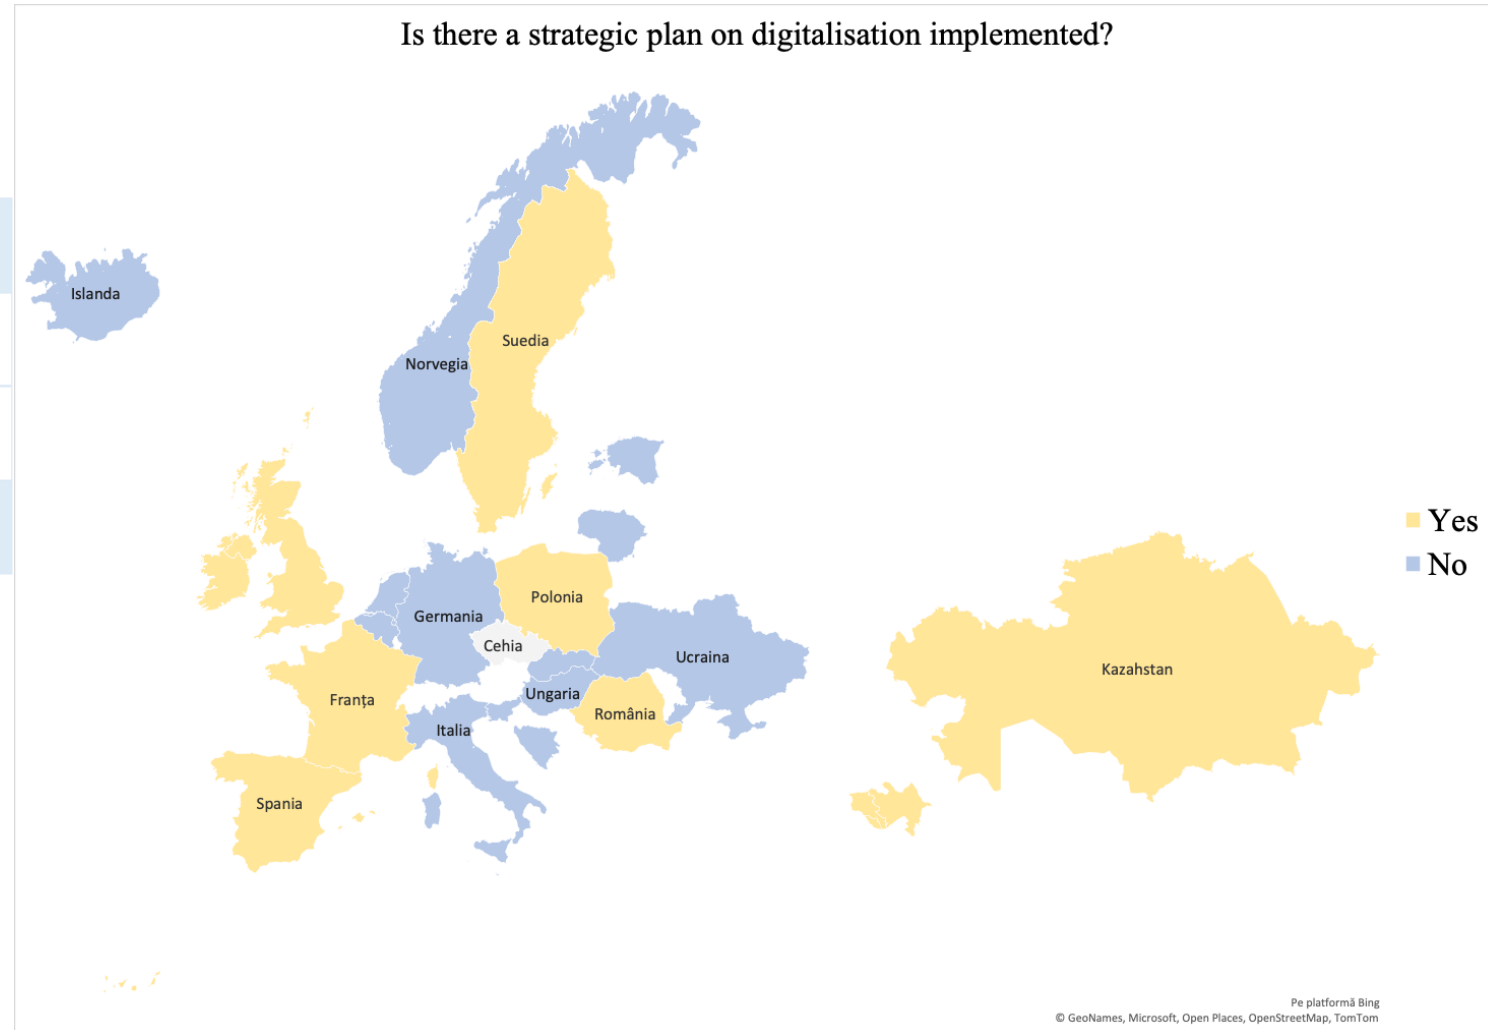 Is there a strategic plan on digitalisation implemented?
Islanda
Suedia
Norvegia
Yes
No
Polonia
Germania
Cehia
Ucraina
Kazahstan
Ungaria
Franța
România
Italia
Spania
Pe platformă Bing
© GeoNames, Microsoft, Open Places, OpenStreetMap, TomTom